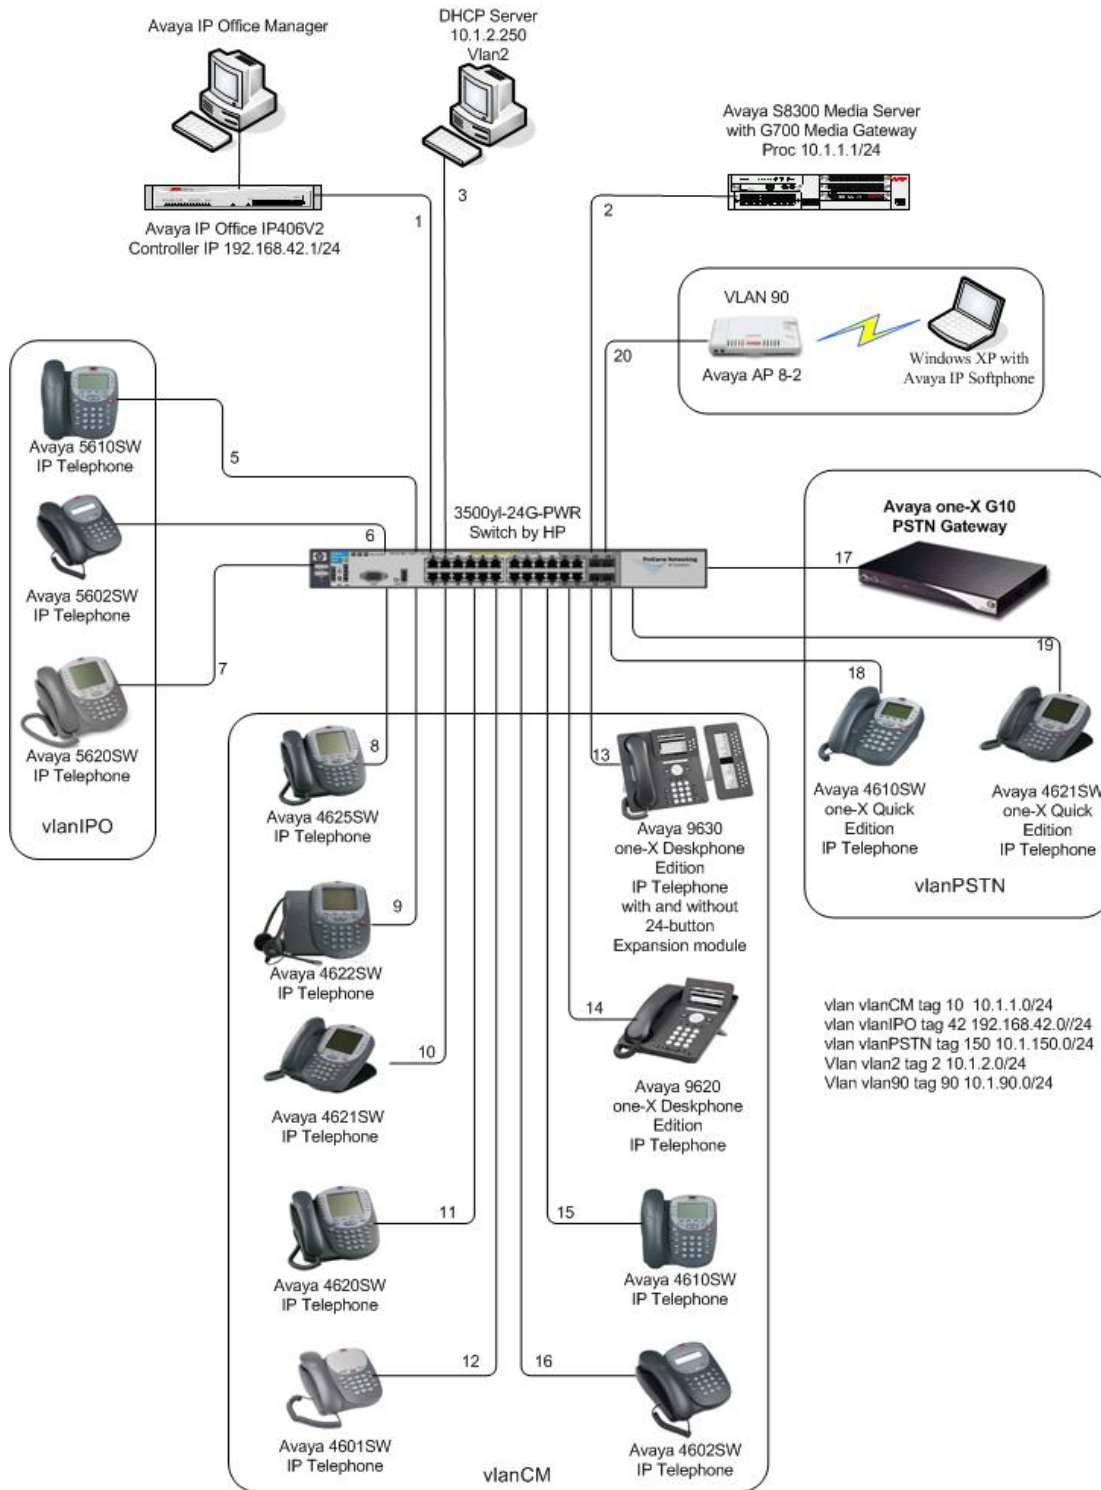 Avaya IP Office Manager
DHCP Server
10.1.2.250
Vlan2
Avaya S8300 Media Server
with G700 Media Gateway
Proc 10.1.1.1/24
3
1
2
Avaya IP Office IP406V2
Controller IP 192.168.42.1/24
VLAN 90
20
Avaya AP 8-2
Windows XP with
Avaya IP Softphone
Avaya 5610SW
IP Telephone
5
Avaya one-X G10
PSTN Gateway
3500yl-24G-PWR
Switch by HP
6
17
Avaya 5602SW
IP Telephone
7
19
18
Avaya 5620SW
IP Telephone
vlanIPO
8
13
Avaya 4625SW
IP Telephone
Avaya 9630
one-X Deskphone
Edition
IP Telephone
with and without
24-button
Expansion module
Avaya 4610SW
one-X Quick
Edition
IP Telephone
Avaya 4621SW
one-X Quick
Edition
IP Telephone
vlanPSTN
9
Avaya 4622SW
IP Telephone
14
vlan vlanCM tag 10 10.1.1.0/24
vlan vlanIPO tag 42 192.168.42.0//24
vlan vlanPSTN tag 150 10.1.150.0/24
Vlan vlan2 tag 2 10.1.2.0/24
Vlan vlan90 tag 90 10.1.90.0/24
10
Avaya 4621SW
IP Telephone
Avaya 9620
one-X Deskphone
Edition
IP Telephone
11
15
Avaya 4620SW
IP Telephone
Avaya 4610SW
IP Telephone
12
16
Avaya 4601SW
IP Telephone
Avaya 4602SW
IP Telephone
vlanCM